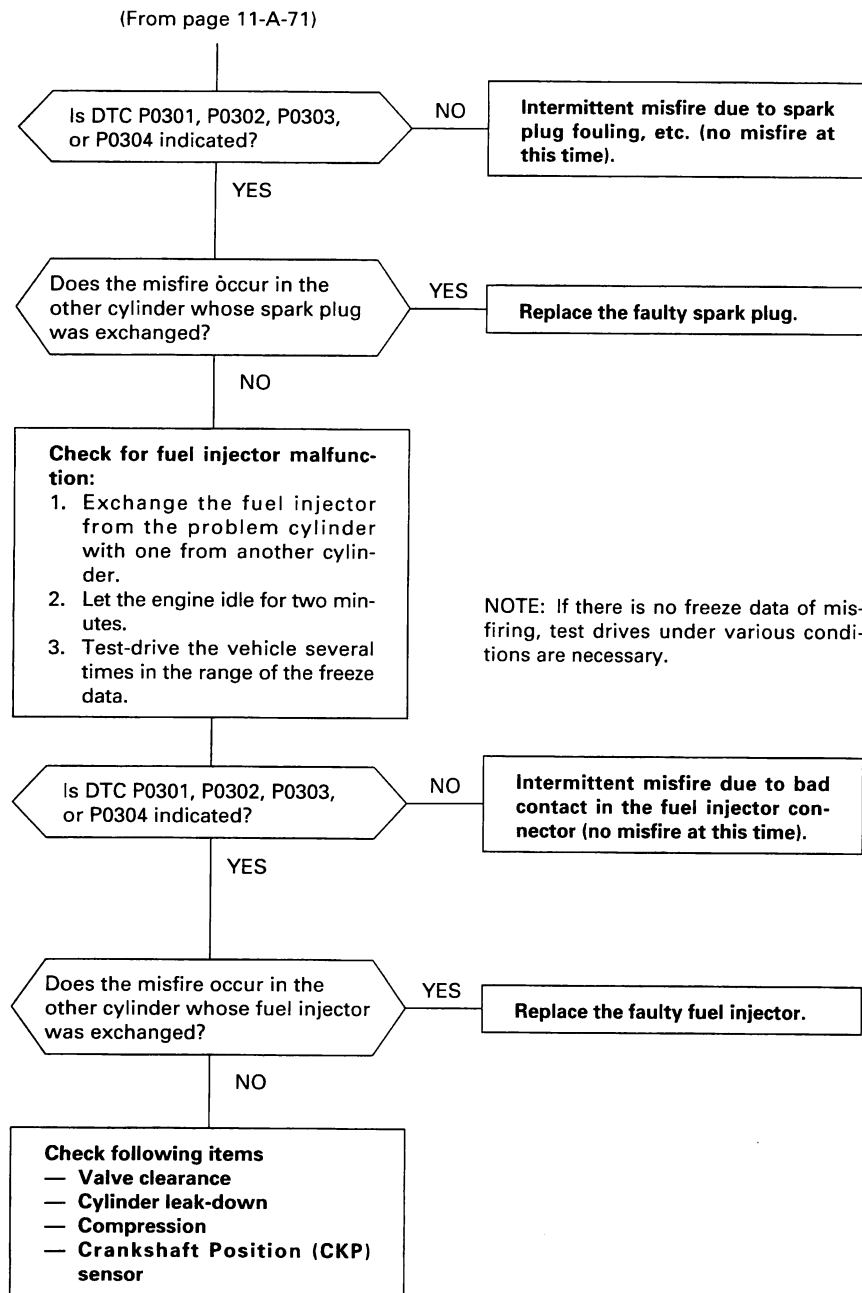 (From page 11-A-71)
Is DTC P0301, P0302, P0303,
or P0304 indicated?
NO
Intermittent misfire due to spark
plug fouling, etc. (no misfire at
this time).
YES
Does the misfire occur in the
other cylinder whose spark plug
was exchanged?
YES
Replace the faulty spark plug.
NO
Check for fuel injector malfunc-
tion:
1. Exchange the fuel injector
from the problem cylinder
with one from another cylin-
der.
2. Let the engine idle for two min-
utes.
3. Test-drive the vehicle several
times in the range of the freeze
data.
NOTE: If there is no freeze data of mis-
firing, test drives under various condi-
tions are necessary.
Is DTC P0301, P0302, P0303,
or P0304 indicated?
NO
Intermittent misfire due to bad
contact in the fuel injector con-
nector (no misfire at this time).
YES
Does the misfire occur in the
other cylinder whose fuel injector
was exchanged?
YES
Replace the faulty fuel injector.
NO
Check following items
— Valve clearance
— Cylinder leak-down
— Compression
— Crankshaft Position (CKP)
sensor